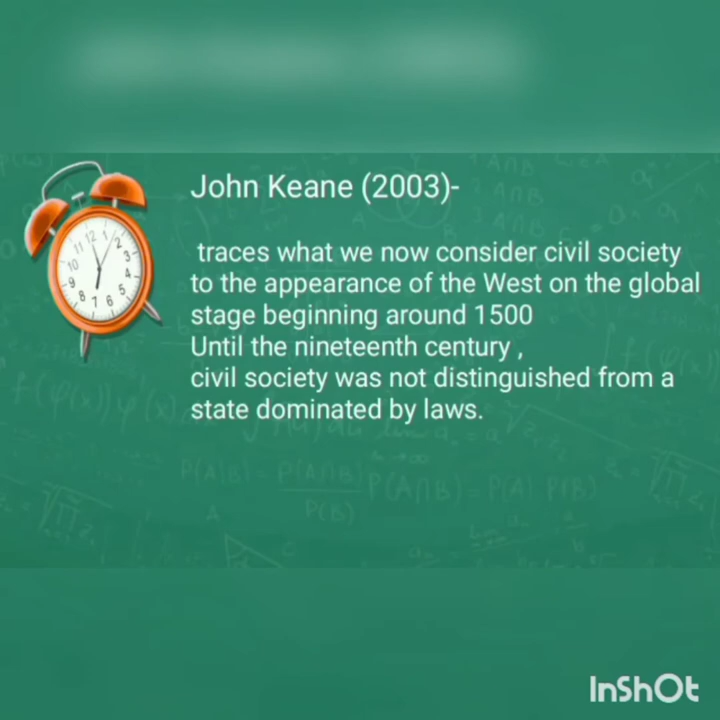 John Keane (2003)-
traces what we now consider civil society
to the appearance of the West on the global
stage beginning around 1500
Until the nineteenth century ,
civil society was not distinguished from a
state dominated by laws.
InShOt